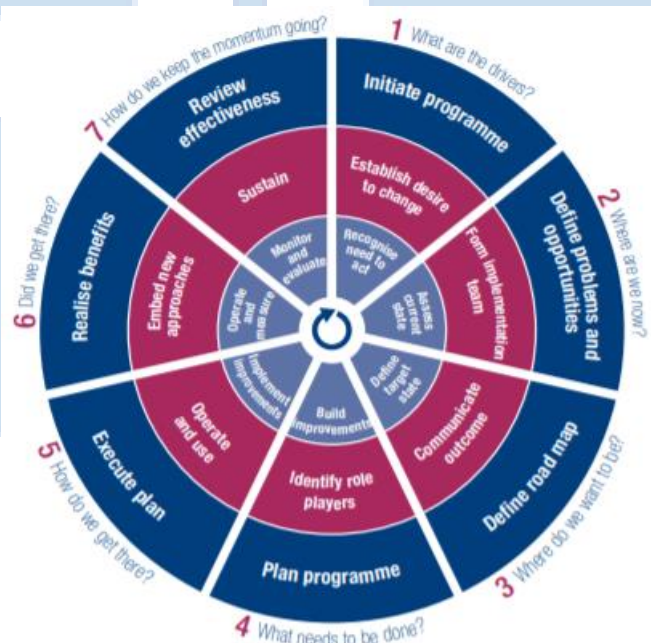 1 What are the drivers?
Initiate programme
Establish desire
to change
Recognise
need to
act
2 Where are we now?
Define problems and
opportunities
Form implementation
team
Assess
current
state
3 Where do we want to be?
Define road map
Communicate
outcome
Define
target
state
4 What needs to be done?
Plan programme
Identify role
players
Build
improvements
5 How do we get there?
Execute plan
Operate
and use
Implement
improvements
6 Did we get there?
Realise benefits
Embed new
approaches
Operate
and
measure
7 How do we keep the momentum going?
Review
effectiveness
Sustain
Monitor
and
evaluate